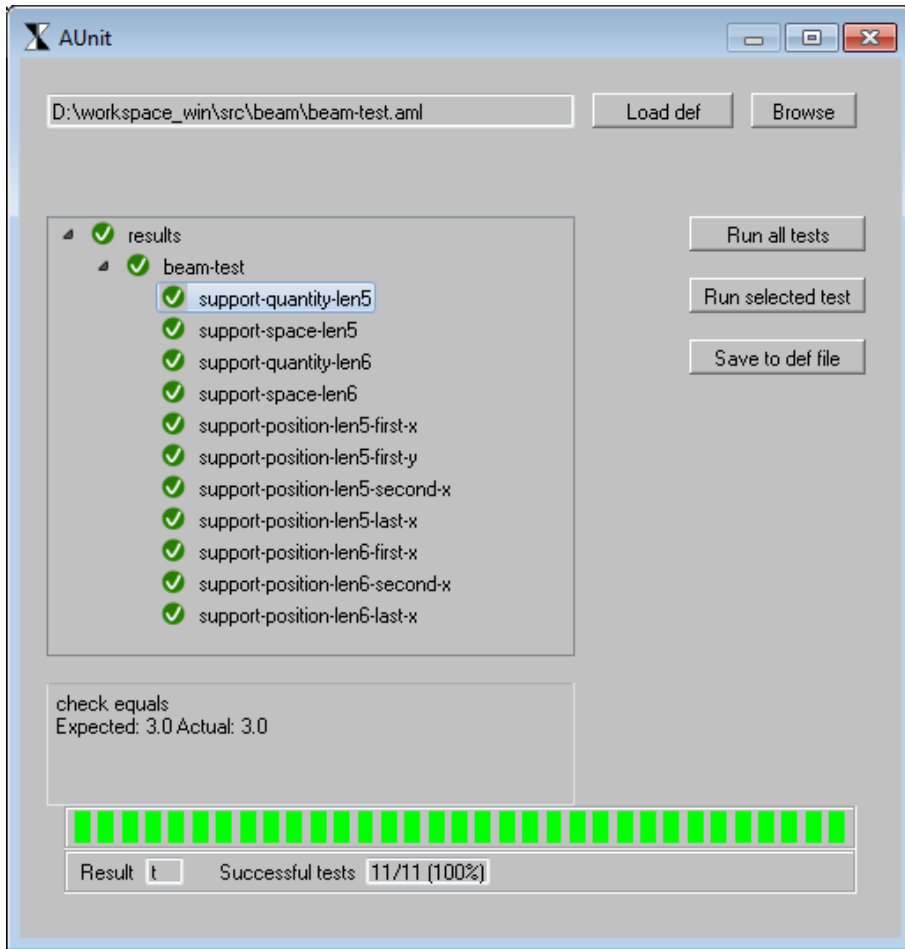 AUnit
D:\workspace_win\src\beam\beam-test.aml Load def Browse
results
beam-test
support-quantity-len5
support-space-len5
support-quantity-len6
support-space-len6
support-position-len5-first-x
support-position-len5-first-y
support-position-len5-second-x
support-position-len5-last-x
support-position-len6-first-x
support-position-len6-second-x
support-position-len6-last-x
Run all tests
Run selected test
Save to def file
check equals
Expected: 3.0 Actual: 3.0
Result t Successful tests 11/11 (100%)